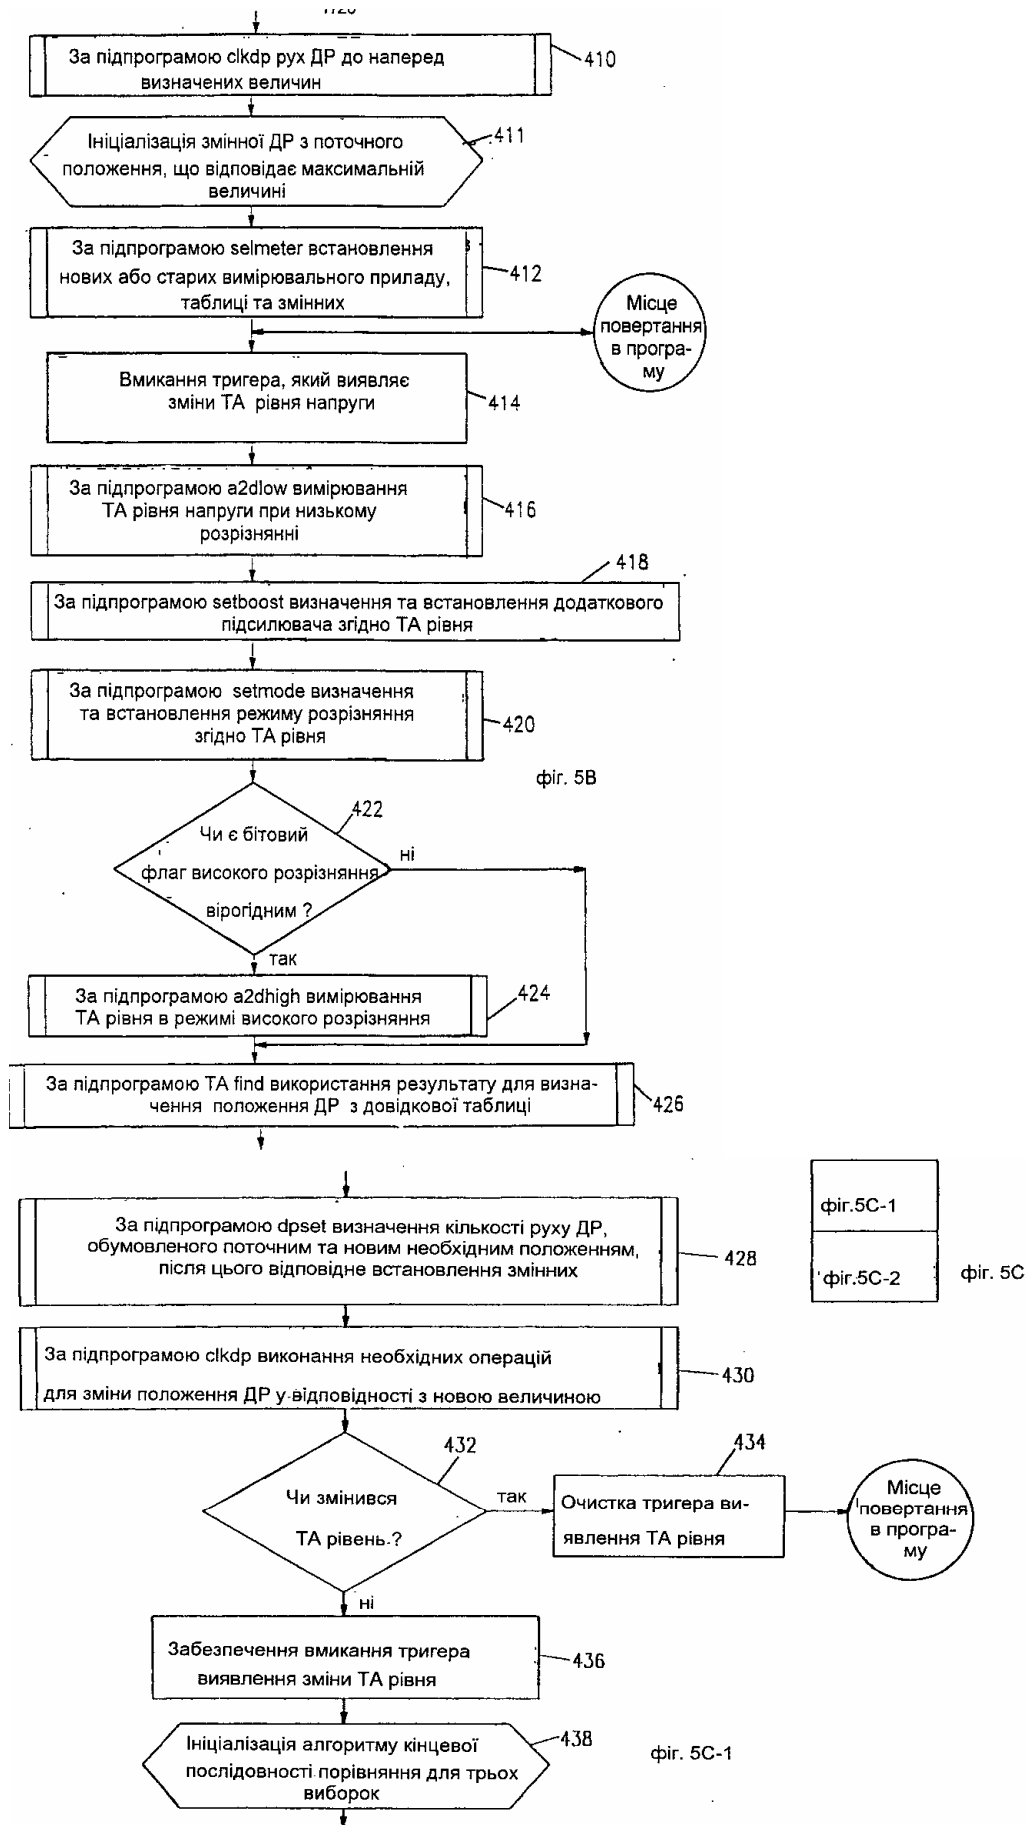 За підпрограмою clkdp рух ДР до наперед
визначених величин
410
Ініціалізація змінної ДР з поточного
положення, що відповідає максимальній
величині
411
За підпрограмою selmeter встановлення
нових або старих вимірювального приладу,
таблиці та змінних
412
Місце
повертання
в програ-
му
Вмикання тригера, який виявляє
зміни ТА рівня напруги
414
За підпрограмою a2dlow вимірювання
ТА рівня напруги при низькому
розрізнянні
416
418
За підпрограмою setboost визначення та встановлення додаткового
підсилювача згідно ТА рівня
За підпрограмою setmode визначення
та встановлення режиму розрізняння
згідно ТА рівня
420
фіг. 5В
422
Чи є бітовий
флаг високого розрізняння
вірогідним ?
ні
так
За підпрограмою a2dhigh вимірювання
ТА рівня в режимі високого розрізняння
424
За підпрограмою ТА find використання результату для визна-
чення положення ДР з довідкової таблиці
426
За підпрограмою dpset визначення кількості руху ДР,
обумовленого поточним та новим необхідним положенням,
після цього відповідне встановлення змінних
428
фіг.5С-1
фіг.5С-2
фіг. 5С
За підпрограмою clkdp виконання необхідних операцій
для зміни положення ДР у відповідності з новою величиною
430
432
Чи змінився
ТА рівень ?
так
434
Очистка тригера ви-
явлення ТА рівня
Місце
повертання
в програ-
му
ні
Забезпечення вмикання тригера
виявлення зміни ТА рівня
436
Ініціалізація алгоритму кінцевої
послідовності порівняння для трьох
виборок
438
фіг. 5С-1